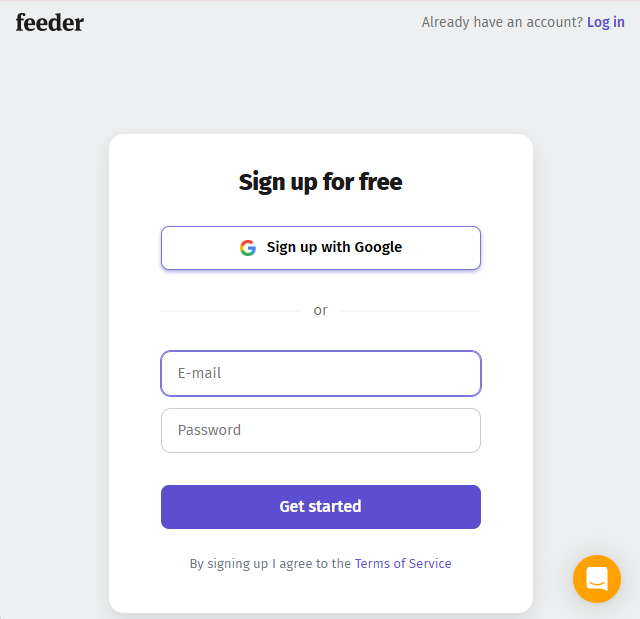 feeder
Already have an account? Log in
Sign up for free
Sign up with Google
or
E-mail
Password
Get started
By signing up I agree to the Terms of Service